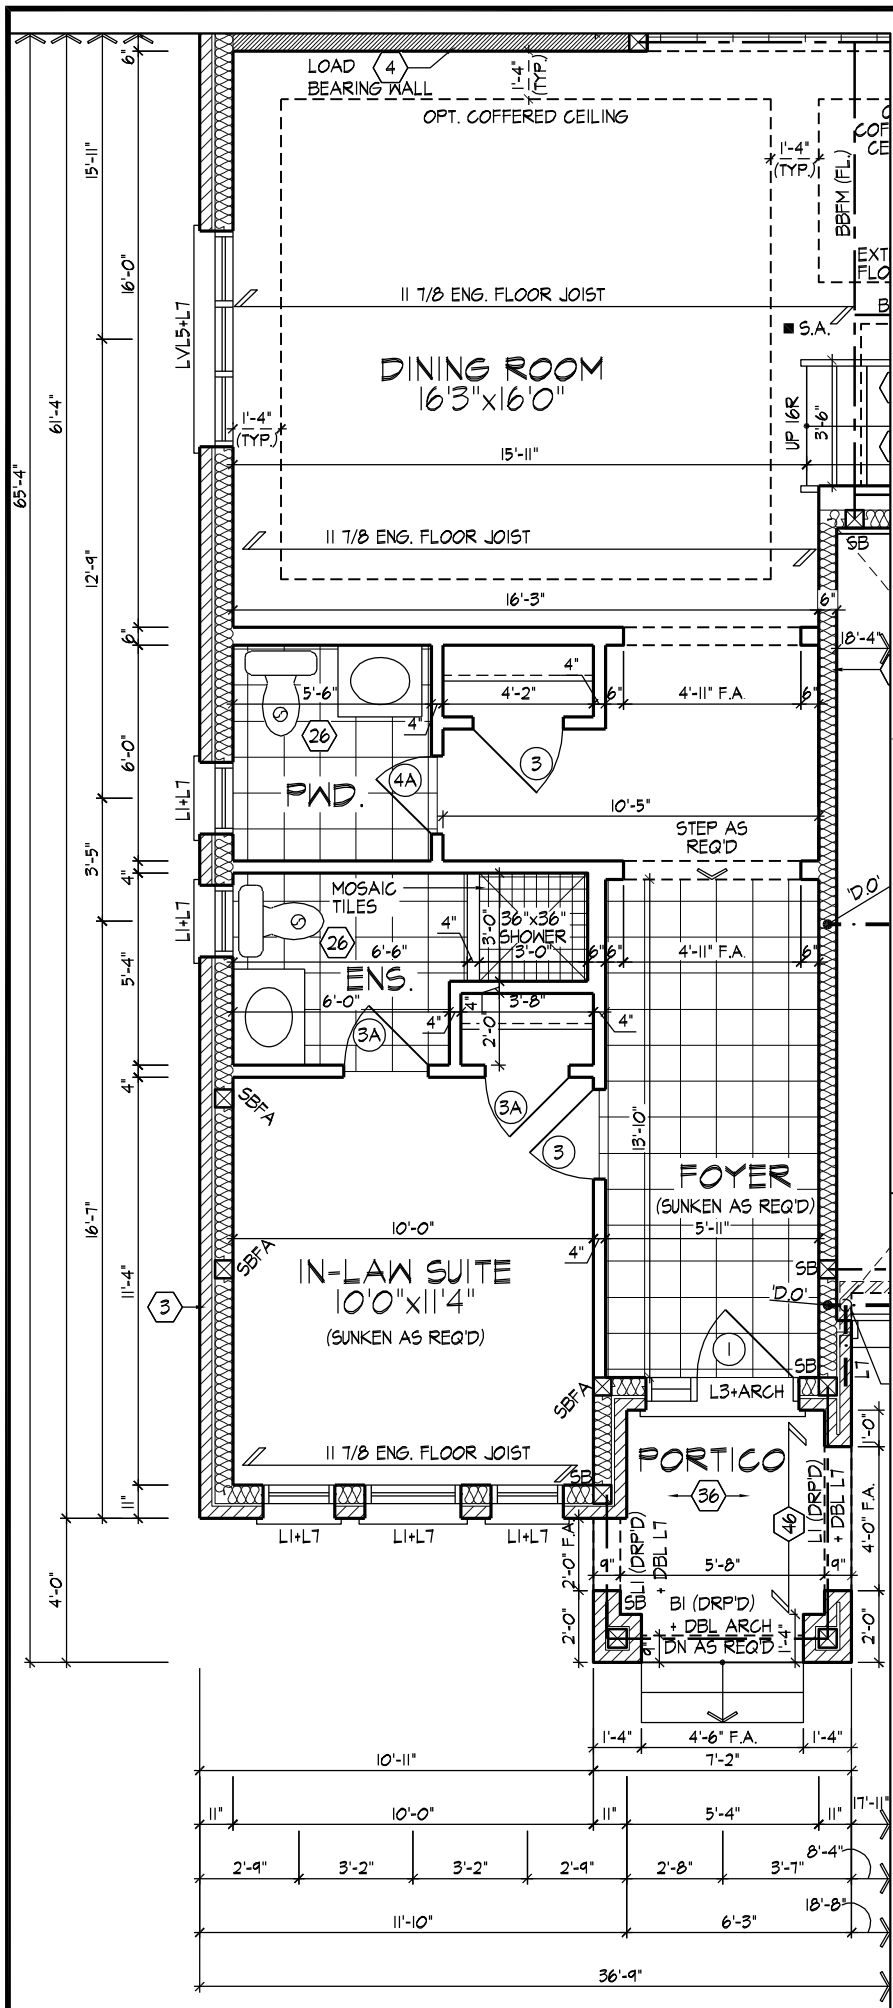 LOAD
BEARING WALL
4
1'-4"
(TYP.)
OPT. COFFERED CEILING
1'-4"
(TYP.)
BBFM (FL.)
6"
15'-11"
16'-0"
LVL5+L7
11 7/8 ENG. FLOOR JOIST
S.A.
DINING ROOM
16'3"x16'0"
1'-4"
(TYP.)
UP 16R
3'-6"
15'-11"
61'-4"
65'-4"
11 7/8 ENG. FLOOR JOIST
SB
12'-9"
16'-3"
6"
6"
18'-4"
5'-6"
4"
4'-2"
4"
6"
4'-11" F.A.
6"
26
3
4A
PWD.
6'-0"
L1+L7
10'-5"
STEP AS
REQ'D
3'-5"
4"
MOSAIC
TILES
'D.O'
L1+L7
26
4"
3'-0"
36"x36"
SHOWER
3'-0"
6'-6"
6"
6"
4'-11" F.A.
6"
ENS.
5'-4"
6'-0"
4"
4"
3'-8"
2'-0"
4"
3A
4"
SBFA
3A
3
13'-10"
FOYER
(SUNKEN AS REQ'D)
5'-11"
16'-7"
10'-0"
4"
SBFA
IN-LAW SUITE
10'0"x11'4"
(SUNKEN AS REQ'D)
11'-4"
3
SB
'D.O'
1
SB
L7
SBFA
L3+ARCH
11 7/8 ENG. FLOOR JOIST
SB
PORTICO
36
46
1'-0"
L1 (DRP'D)
+ DBL L7
4'-0" F.A.
11"
L1+L7
L1+L7
L1+L7
2'-0" F.A.
L1 (DRP'D)
+ DBL L7
9"
5'-8"
9"
4'-0"
SB
B1 (DRP'D)
+ DBL ARCH
DN AS REQ'D
9"
1'-4"
2'-0"
2'-0"
1'-4"
4'-6" F.A.
1'-4"
10'-11"
7'-2"
11"
10'-0"
11"
5'-4"
11"
17'-11"
2'-9"
3'-2"
3'-2"
2'-9"
2'-8"
3'-7"
8'-4"
11'-10"
6'-3"
18'-8"
36'-9"